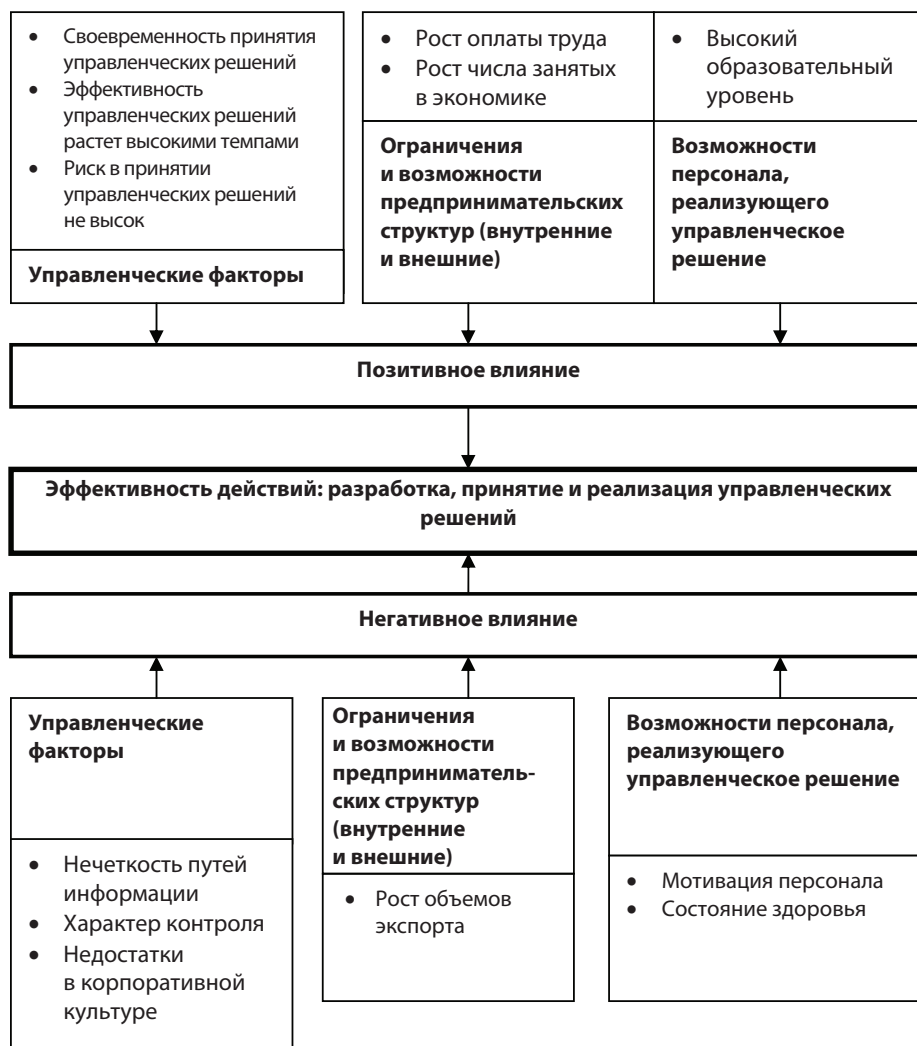 • Своевременность принятия
управленческих решений
• Эффективность
управленческих решений
растет высокими темпами
• Риск в принятии
управленческих решений
не высок
Управленческие факторы
• Рост оплаты труда
• Рост числа занятых
в экономике
Ограничения
и возможности
предпринимательских
структур (внутренние
и внешние)
• Высокий
образовательный
уровень
Возможности
персонала,
реализующего
управленческое
решение
Позитивное влияние
Эффективность действий: разработка, принятие и реализация управленческих
решений
Негативное влияние
Управленческие
факторы
• Нечеткость путей
информации
• Характер контроля
• Недостатки
в корпоративной
культуре
Ограничения
и возможности
предприниматель-
ских структур
(внутренние
и внешние)
• Рост объемов
экспорта
Возможности персонала,
реализующего
управленческое решение
• Мотивация персонала
• Состояние здоровья